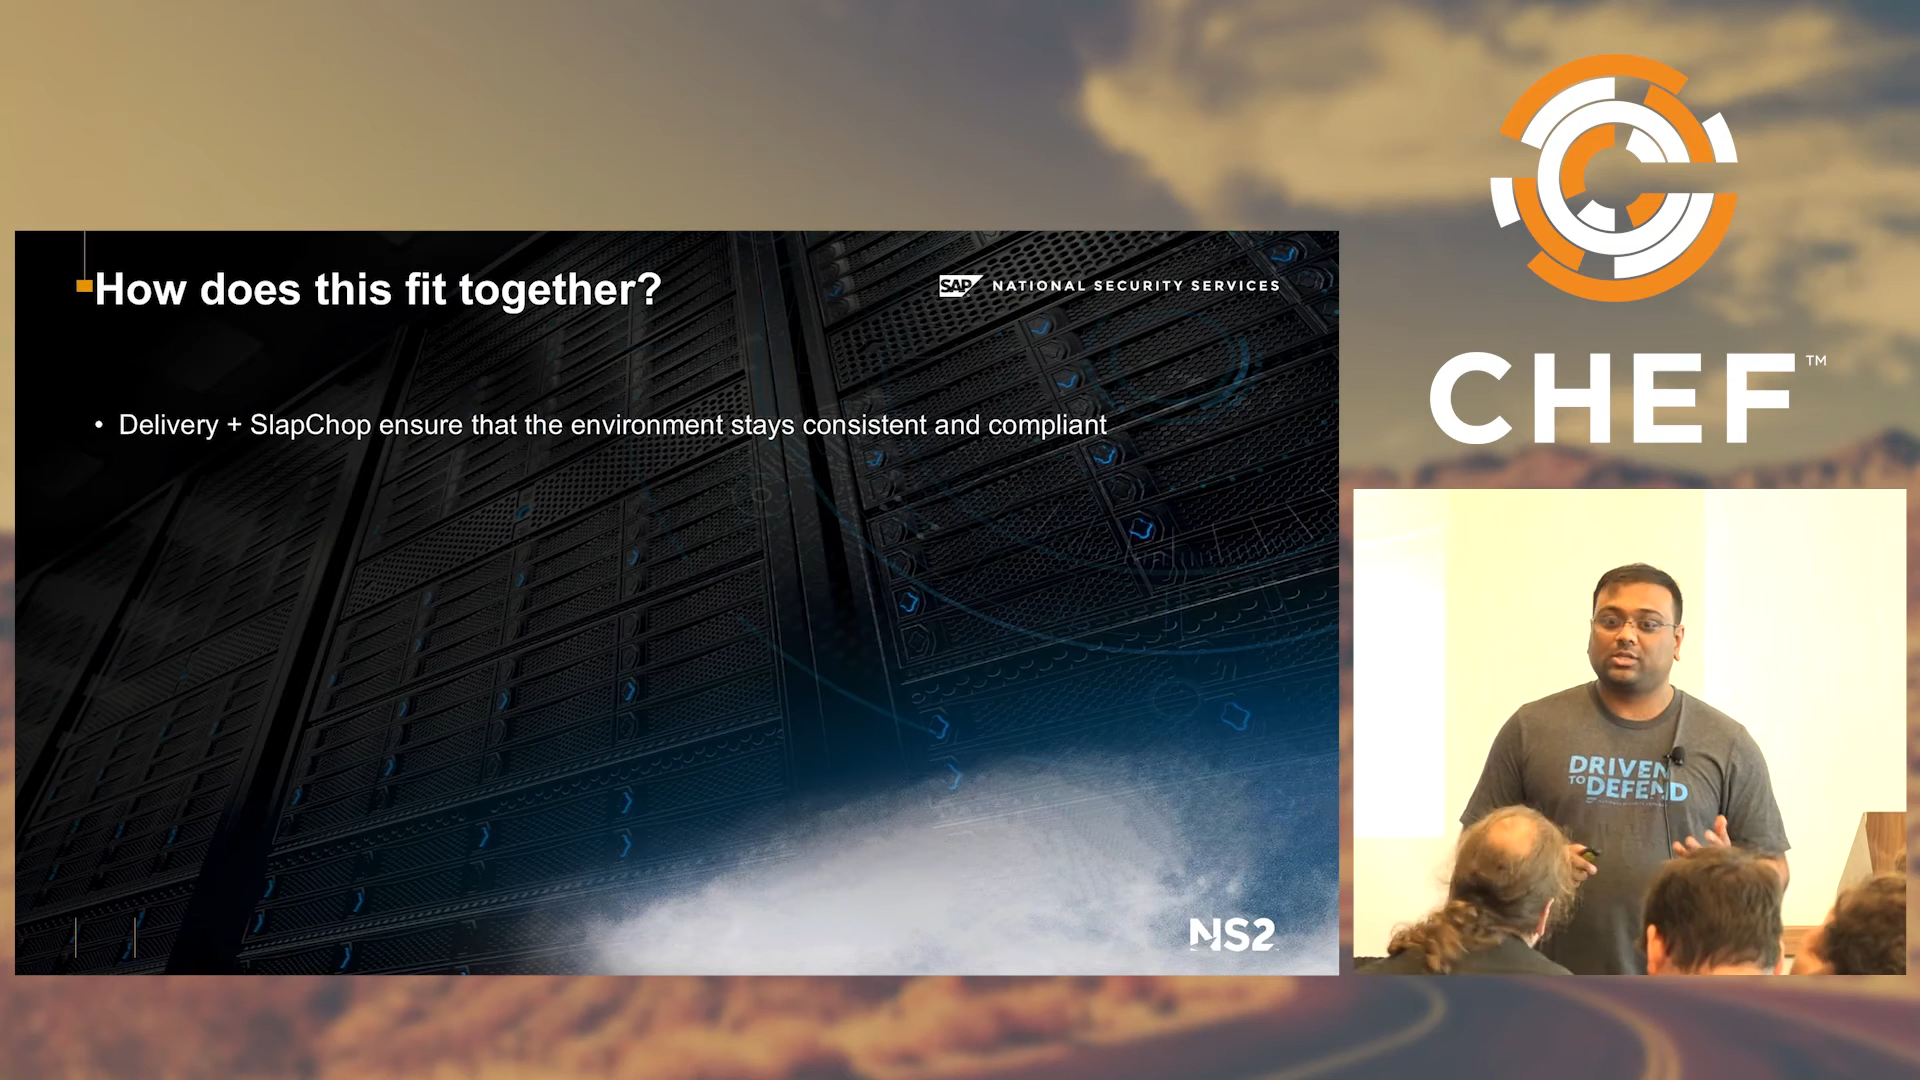 How does this fit together?
SAP NATIONAL SECURITY SERVICES
• Delivery + SlapChop ensure that the environment stays consistent and compliant
NS2
CHEF™
DRIVEN
TO DEFEND